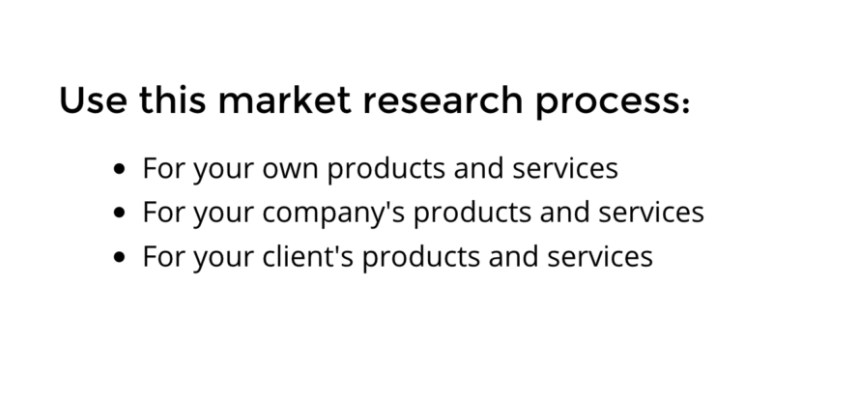 Use this market research process:
• For your own products and services
• For your company's products and services
• For your client's products and services